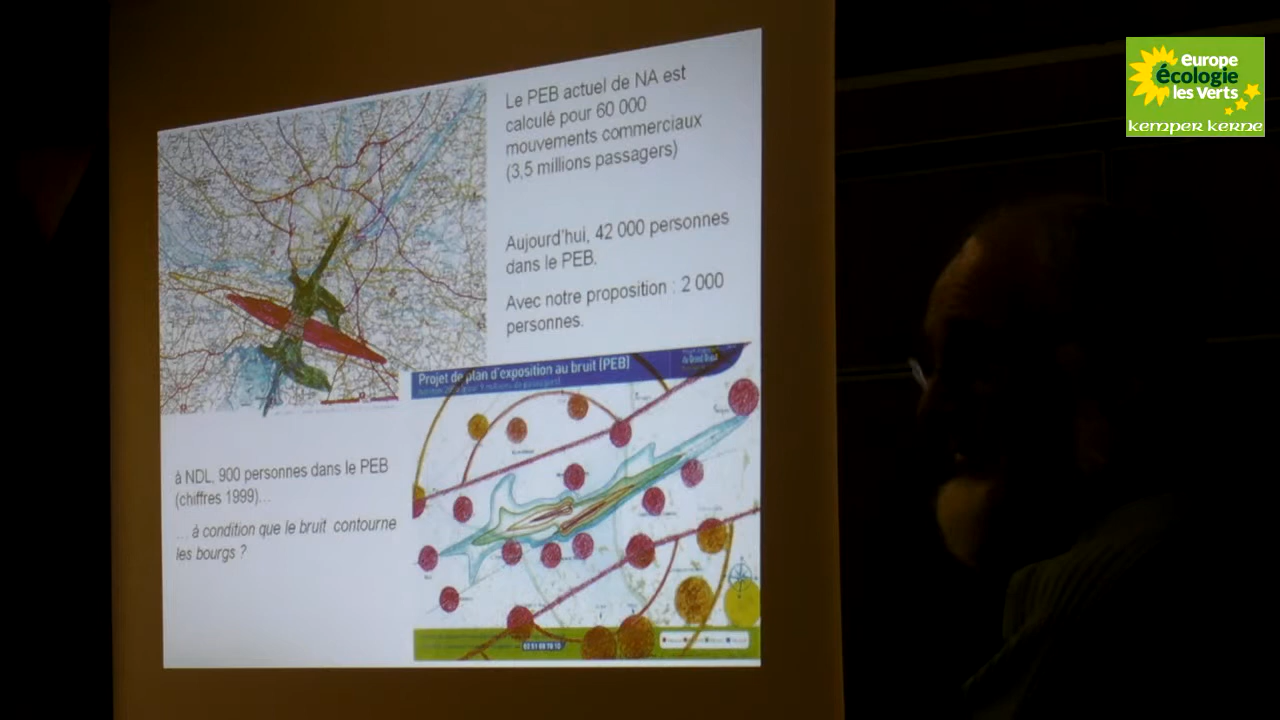 Le PEB actuel de NA est
calculé pour 60 000
mouvements commerciaux
(3,5 millions passagers)
Aujourd'hui, 42 000 personnes
dans le PEB.
Avec notre proposition : 2 000
personnes.
à NDL, 900 personnes dans le PEB
(chiffres 1999)...
... à condition que le bruit contourne
les bourgs ?
Projet de plan d'exposition au bruit (PEB)
europe
écologie
les verts
kemper kerne